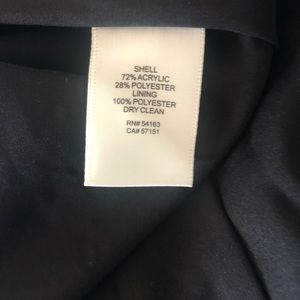 SHELL
72% ACRYLIC
28% POLYESTER
LINING
100% POLYESTER
DRY CLEAN
RN# 54163
CA# 57151